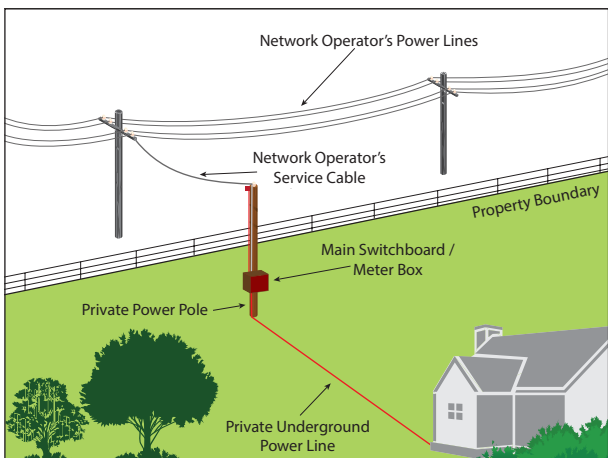 Network Operator's Power Lines
Network Operator's
Service Cable
Property Boundary
Main Switchboard /
Meter Box
Private Power Pole
Private Underground
Power Line